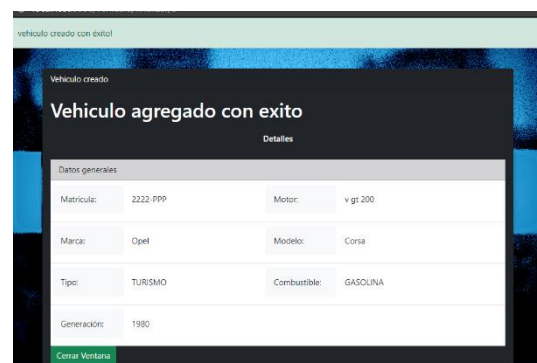 vehiculo creado con éxito!
Vehiculo creado
Vehiculo agregado con exito
Detalles
Datos generales
Matricula: 2222-PPP Motor: v gt 200
Marca: Opel Modelo: Corsa
Tipo: TURISMO Combustible: GASOLINA
Generación: 1980
Cerrar Ventana